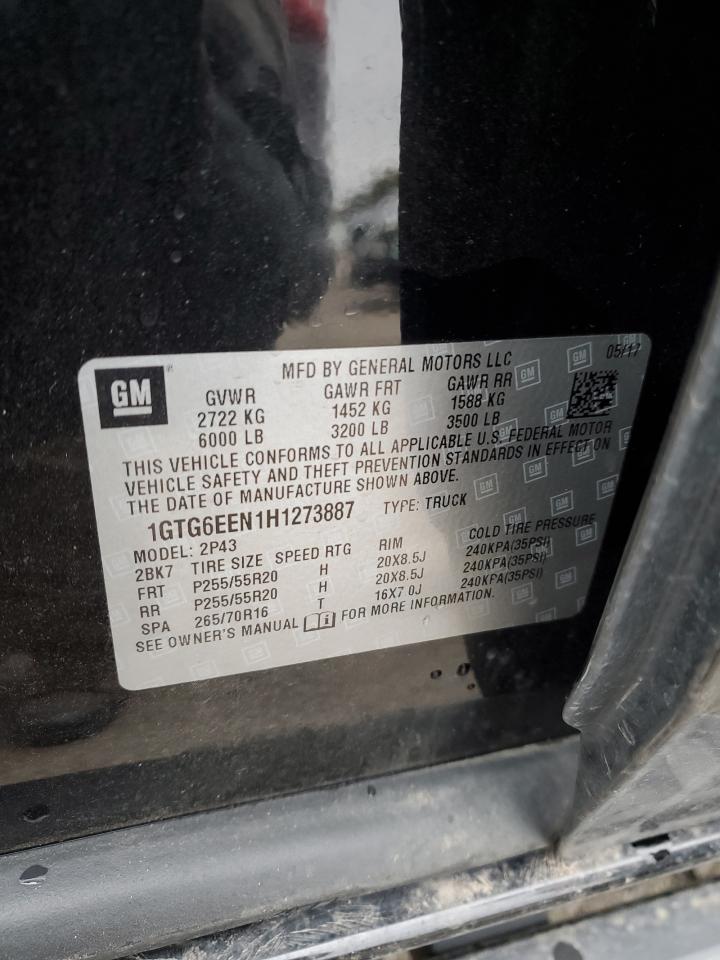 GM
MFD BY GENERAL MOTORS LLC 05/17
GVWR GAWR FRT GAWR RR
2722 KG 1452 KG 1588 KG
6000 LB 3200 LB 3500 LB
THIS VEHICLE CONFORMS TO ALL APPLICABLE U.S. FEDERAL MOTOR
VEHICLE SAFETY AND THEFT PREVENTION STANDARDS IN EFFECT ON
THE DATE OF MANUFACTURE SHOWN ABOVE.
1GTG6EEN1H1273887 TYPE: TRUCK
MODEL: 2P43
2BK7 TIRE SIZE SPEED RTG RIM COLD TIRE PRESSURE
FRT P255/55R20 H 20X8.5J 240KPA(35PSI)
RR P255/55R20 H 20X8.5J 240KPA(35PSI)
SPA 265/70R16 T 16X7.0J 240KPA(35PSI)
SEE OWNER'S MANUAL FOR MORE INFORMATION.